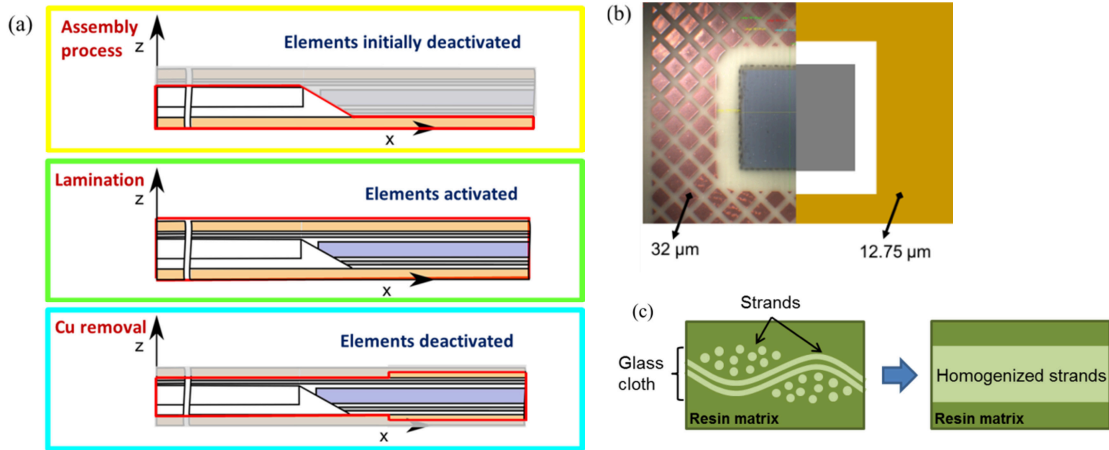 (a)
Assembly
process
Elements initially deactivated
z
x
Lamination
Elements activated
z
x
Cu removal
Elements deactivated
z
x
(b)
32 µm
12.75 µm
(c)
Strands
Glass
cloth
Resin matrix
Homogenized strands
Resin matrix